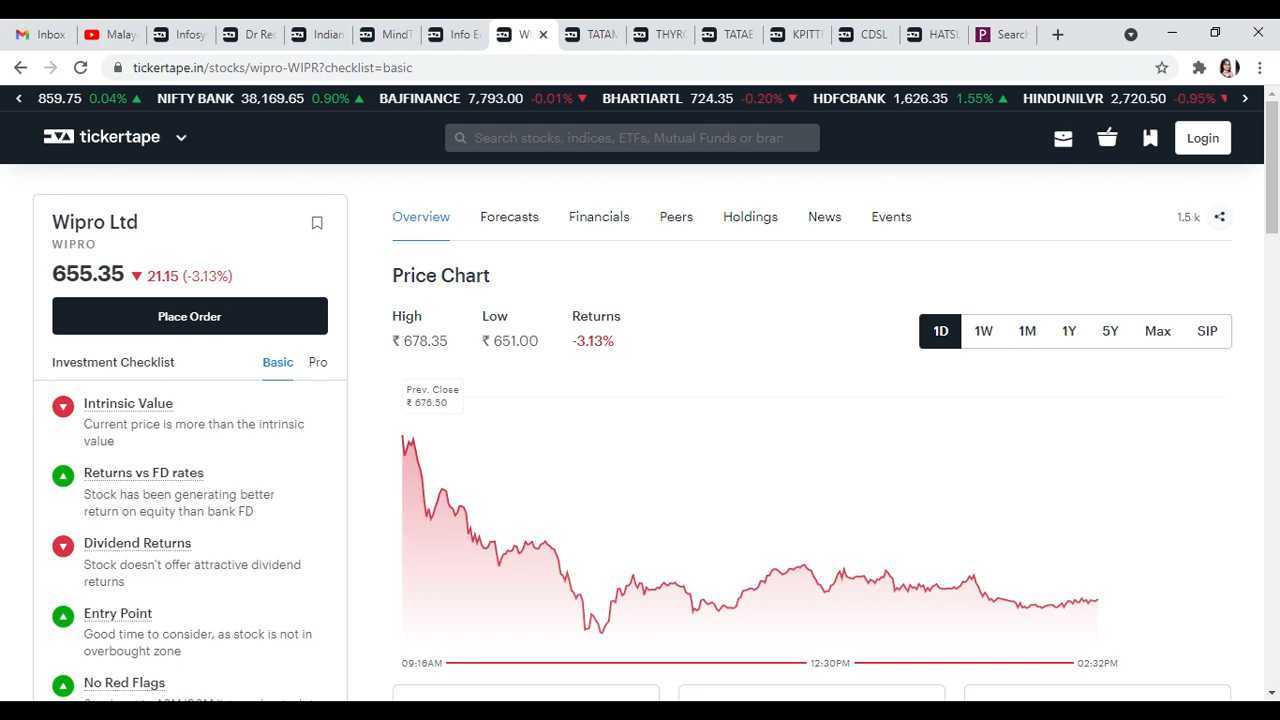 Inbox
Malay
Infosy
Dr Re
Indian
MindT
Info E
W
TATAM
THYRO
TATAE
KPITTI
CDSL
HATSU
Search
tickertape.in/stocks/wipro-WIPR?checklist=basic
859.75 0.04% ▲ NIFTY BANK 38,169.65 0.90% ▲ BAJFINANCE 7,793.00 -0.01% ▼ BHARTIARTL 724.35 -0.20% ▼ HDFCBANK 1,626.35 1.55% ▲ HINDUNILVR 2,720.50 -0.95% ▼
tickertape
Search stocks, indices, ETFs, Mutual Funds or bran
Login
Wipro Ltd
WIPRO
655.35 ▼ 21.15 (-3.13%)
Place Order
Investment Checklist Basic Pro
Intrinsic Value
Current price is more than the intrinsic
value
Returns vs FD rates
Stock has been generating better
return on equity than bank FD
Dividend Returns
Stock doesn't offer attractive dividend
returns
Entry Point
Good time to consider, as stock is not in
overbought zone
No Red Flags
Overview Forecasts Financials Peers Holdings News Events 1.5 k
Price Chart
High Low Returns
₹ 678.35 ₹ 651.00 -3.13%
1D 1W 1M 1Y 5Y Max SIP
Prev. Close
₹ 676.50
09:16AM 12:30PM 02:32PM